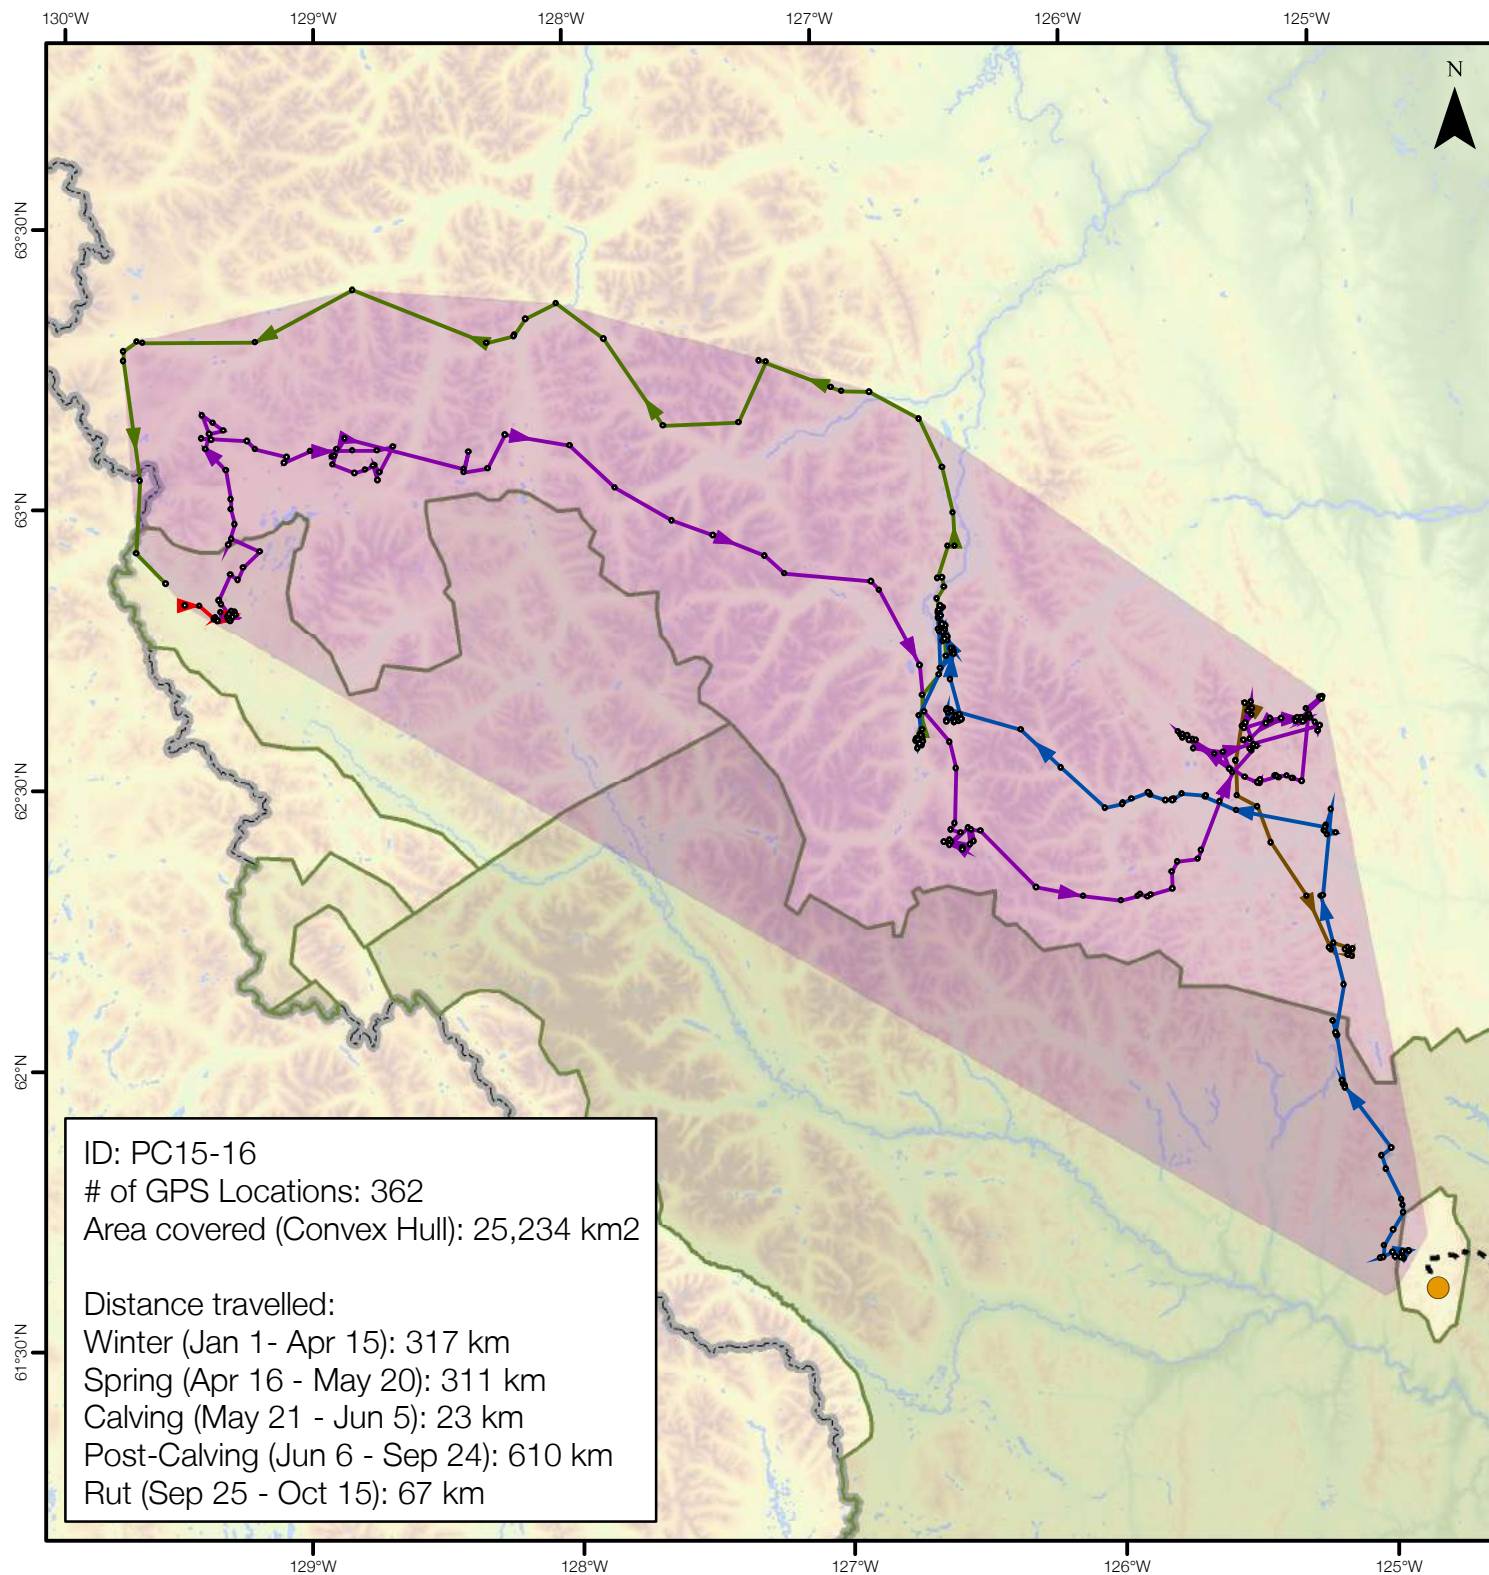 130°W 129°W 128°W 127°W 126°W 125°W
N
63°30'N
63°N
62°30'N
62°N
61°30'N
ID: PC15-16
# of GPS Locations: 362
Area covered (Convex Hull): 25,234 km2
Distance travelled:
Winter (Jan 1- Apr 15): 317 km
Spring (Apr 16 - May 20): 311 km
Calving (May 21 - Jun 5): 23 km
Post-Calving (Jun 6 - Sep 24): 610 km
Rut (Sep 25 - Oct 15): 67 km
129°W 128°W 127°W 126°W 125°W